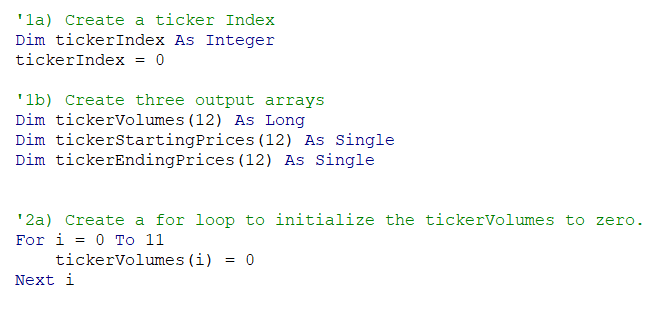 '1a) Create a ticker Index
Dim tickerIndex As Integer
tickerIndex = 0
'1b) Create three output arrays
Dim tickerVolumes(12) As Long
Dim tickerStartingPrices(12) As Single
Dim tickerEndingPrices(12) As Single
'2a) Create a for loop to initialize the tickerVolumes to zero.
For i = 0 To 11
    tickerVolumes(i) = 0
Next i